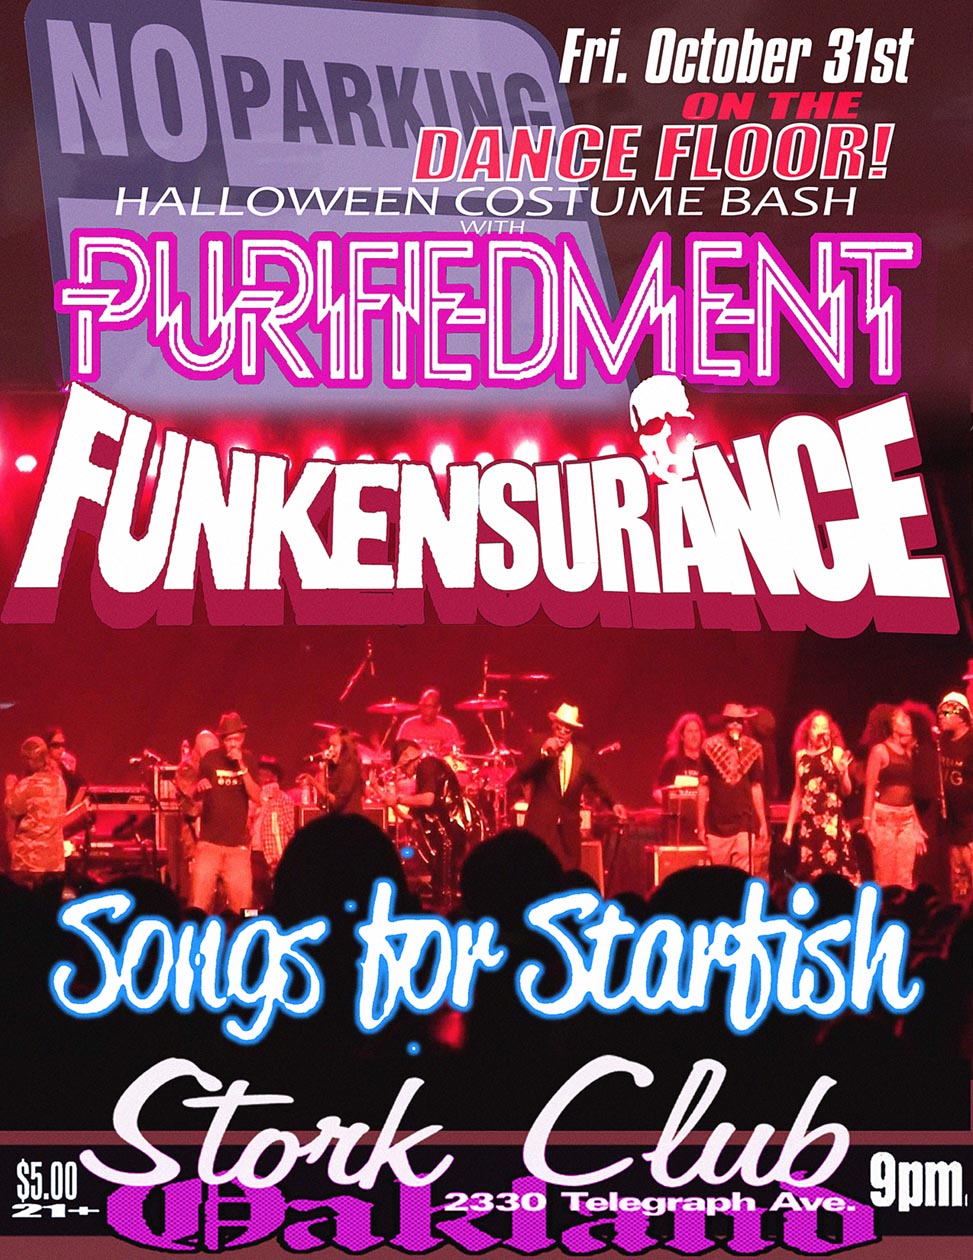 NO PARKING
Fri. October 31st
ON THE
DANCE FLOOR!
HALLOWEEN COSTUME BASH
WITH
PURIFIEDMENT
FUNKENSURANCE
Songs for Starfish
Stork Club
$5.00
21+
2330 Telegraph Ave.
9pm.
Oakland